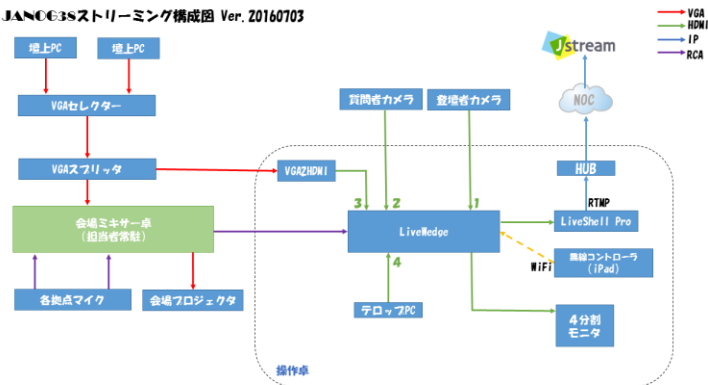 JANOG38ストリーミング構成図 Ver.20160703
VGA
HDMI
IP
RCA
壇上PC
壇上PC
Jstream
VGAセレクター
質問者カメラ
登壇者カメラ
NOC
VGAスプリッタ
VGA2HDMI
HUB
RTMP
3
2
1
会場ミキサー卓
(担当者常駐)
LiveWedge
LiveShell Pro
4
WiFi
無線コントローラ
(iPad)
各拠点マイク
会場プロジェクタ
テロップPC
4分割
モニタ
操作卓